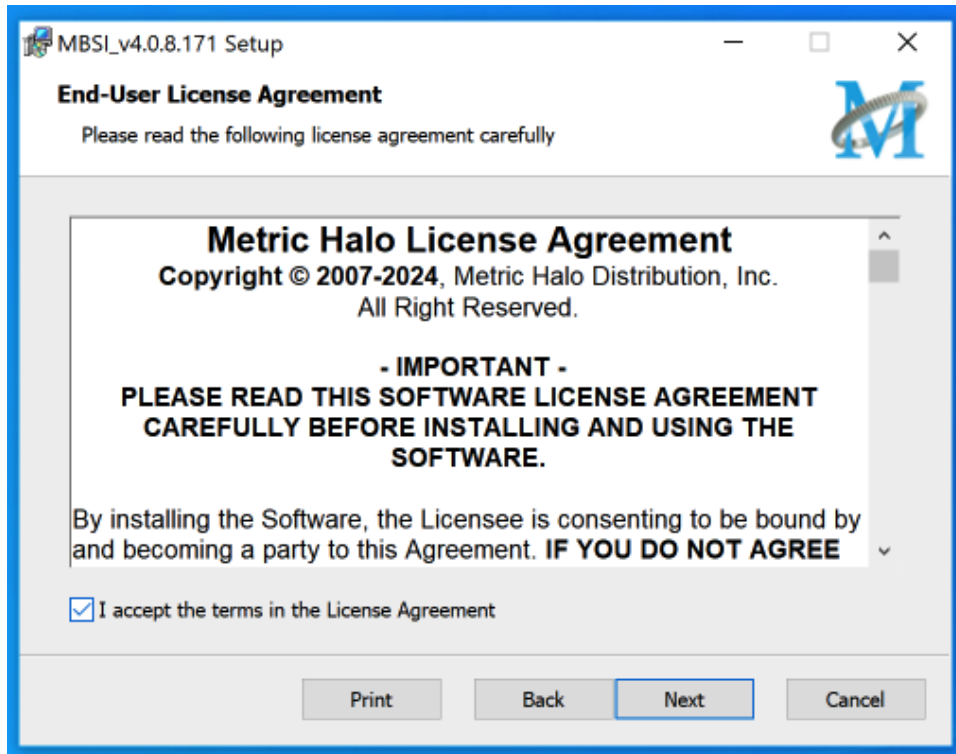 MBSI_v4.0.8.171 Setup
End-User License Agreement
Please read the following license agreement carefully
M
Metric Halo License Agreement
Copyright © 2007-2024, Metric Halo Distribution, Inc.
All Right Reserved.
- IMPORTANT -
PLEASE READ THIS SOFTWARE LICENSE AGREEMENT
CAREFULLY BEFORE INSTALLING AND USING THE
SOFTWARE.
By installing the Software, the Licensee is consenting to be bound by
and becoming a party to this Agreement. IF YOU DO NOT AGREE
I accept the terms in the License Agreement
Print Back Next Cancel